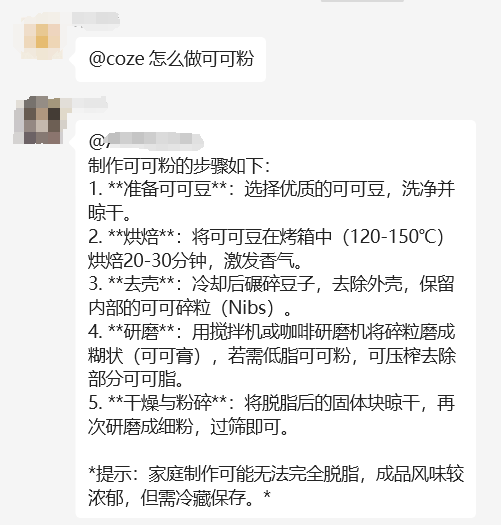 @coze 怎么做可可粉
@
制作可可粉的步骤如下：
1. **准备可可豆**：选择优质的可可豆，洗净并
晾干。
2. **烘焙**：将可可豆在烤箱中（120-150℃）
烘焙20-30分钟，激发香气。
3. **去壳**：冷却后碾碎豆子，去除外壳，保留
内部的可可碎粒（Nibs）。
4. **研磨**：用搅拌机或咖啡研磨机将碎粒磨成
糊状（可可膏），若需低脂可可粉，可压榨去除
部分可可脂。
5. **干燥与粉碎**：将脱脂后的固体块晾干，再
次研磨成细粉，过筛即可。
*提示：家庭制作可能无法完全脱脂，成品风味较
浓郁，但需冷藏保存。*